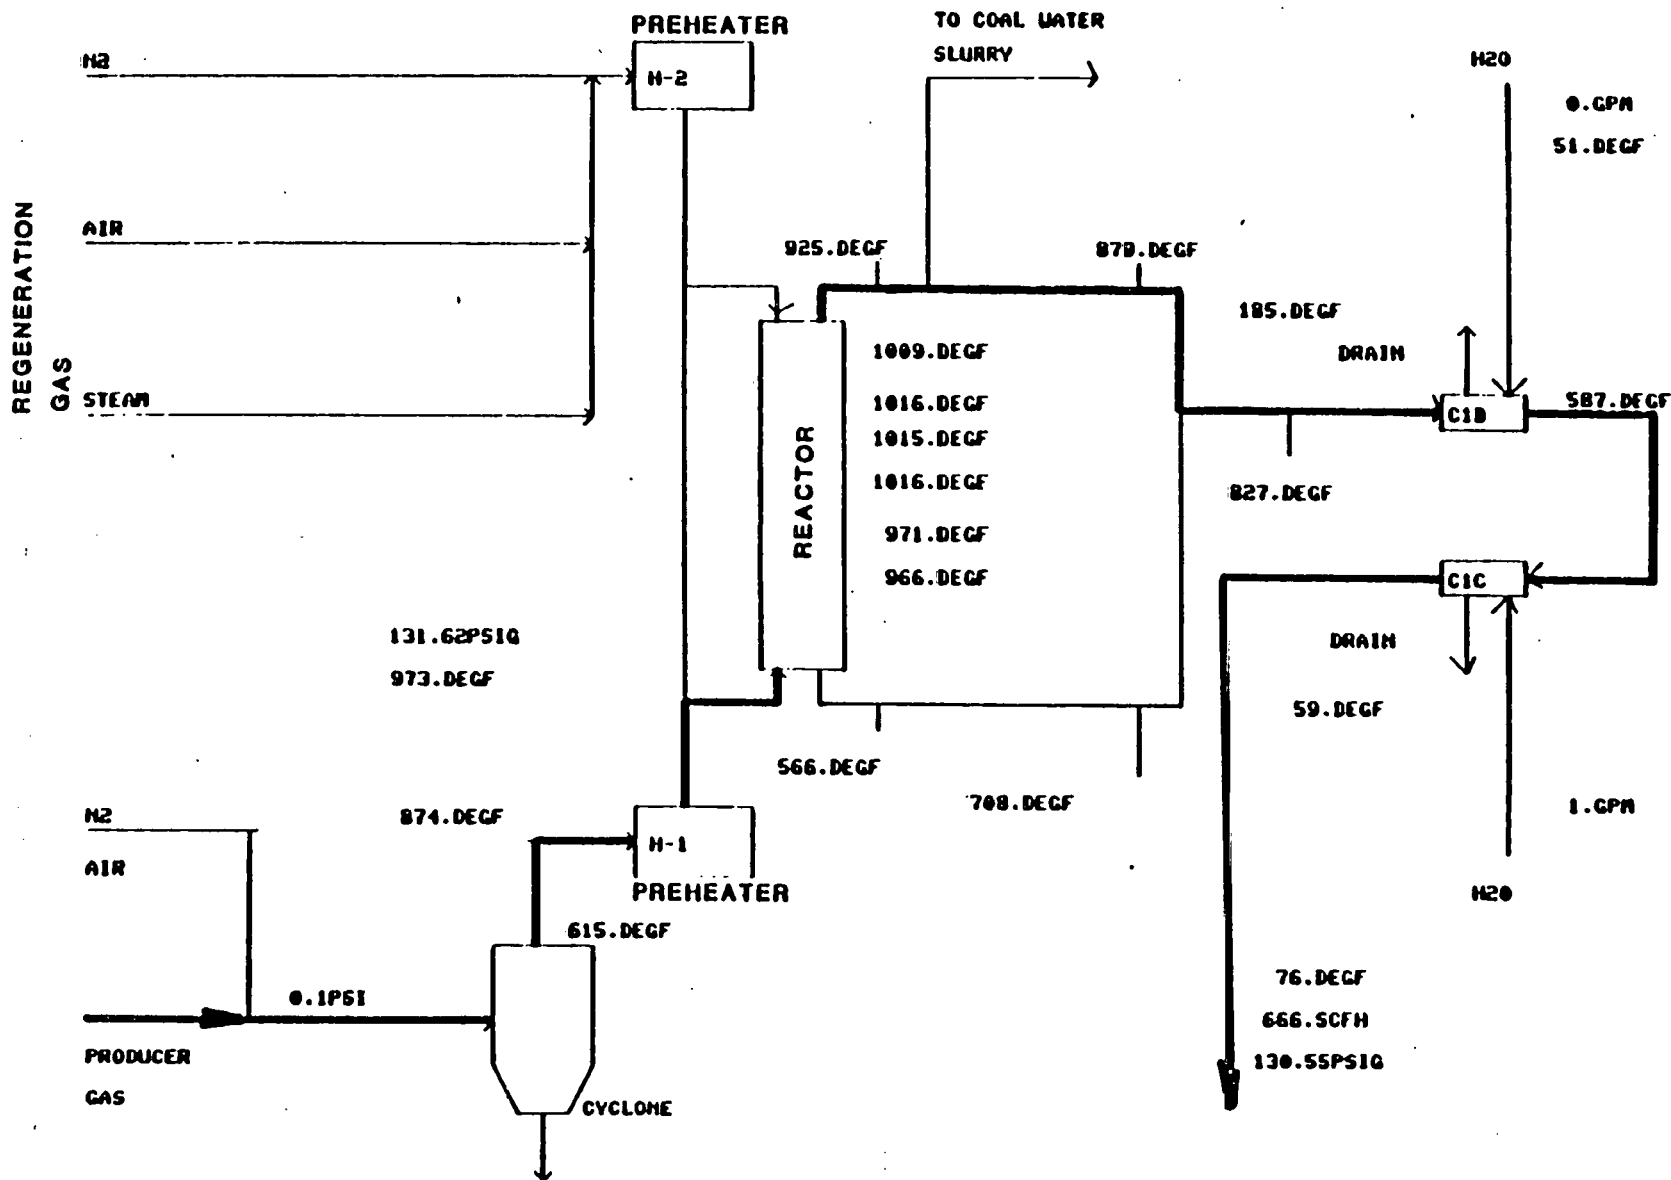 PREHEATER
H-2
TO COAL WATER
SLURRY
H2O
0.GPM
51.DEGF
N2
AIR
STEAM
REGENERATION
GAS
925.DEGF
879.DEGF
185.DEGF
DRAIN
C1B
587.DEGF
827.DEGF
REACTOR
1009.DEGF
1016.DEGF
1015.DEGF
1016.DEGF
971.DEGF
966.DEGF
C1C
DRAIN
59.DEGF
131.62PSIG
973.DEGF
566.DEGF
708.DEGF
1.GPM
H2O
N2
AIR
874.DEGF
H-1
PREHEATER
615.DEGF
0.1PSI
PRODUCER
GAS
CYCLONE
76.DEGF
666.SCFH
130.55PSIG